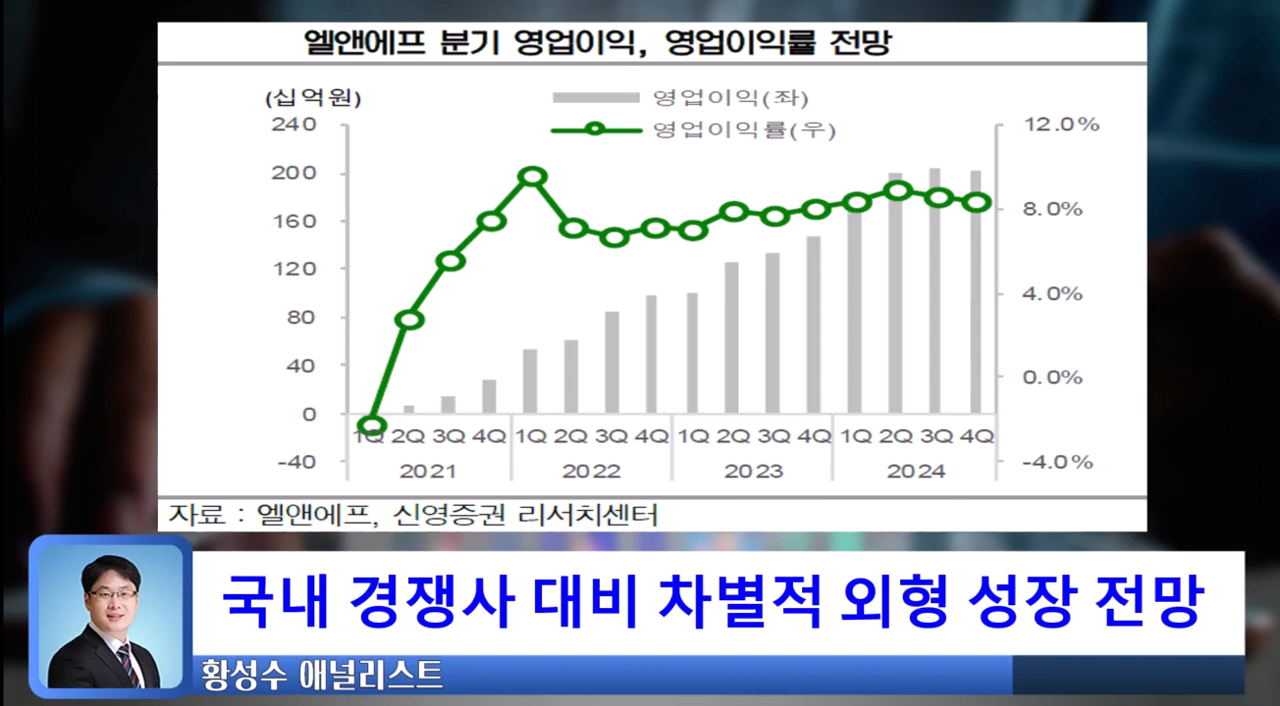 엘앤에프 분기 영업이익, 영업이익률 전망
(십억원)
영업이익(좌)
영업이익률(우)
240 12.0%
200
160 8.0%
120
80 4.0%
40
0 0.0%
-40 -4.0%
1Q 2Q 3Q 4Q 1Q 2Q 3Q 4Q 1Q 2Q 3Q 4Q 1Q 2Q 3Q 4Q
2021 2022 2023 2024
자료 : 엘앤에프, 신영증권 리서치센터
국내 경쟁사 대비 차별적 외형 성장 전망
황성수 애널리스트